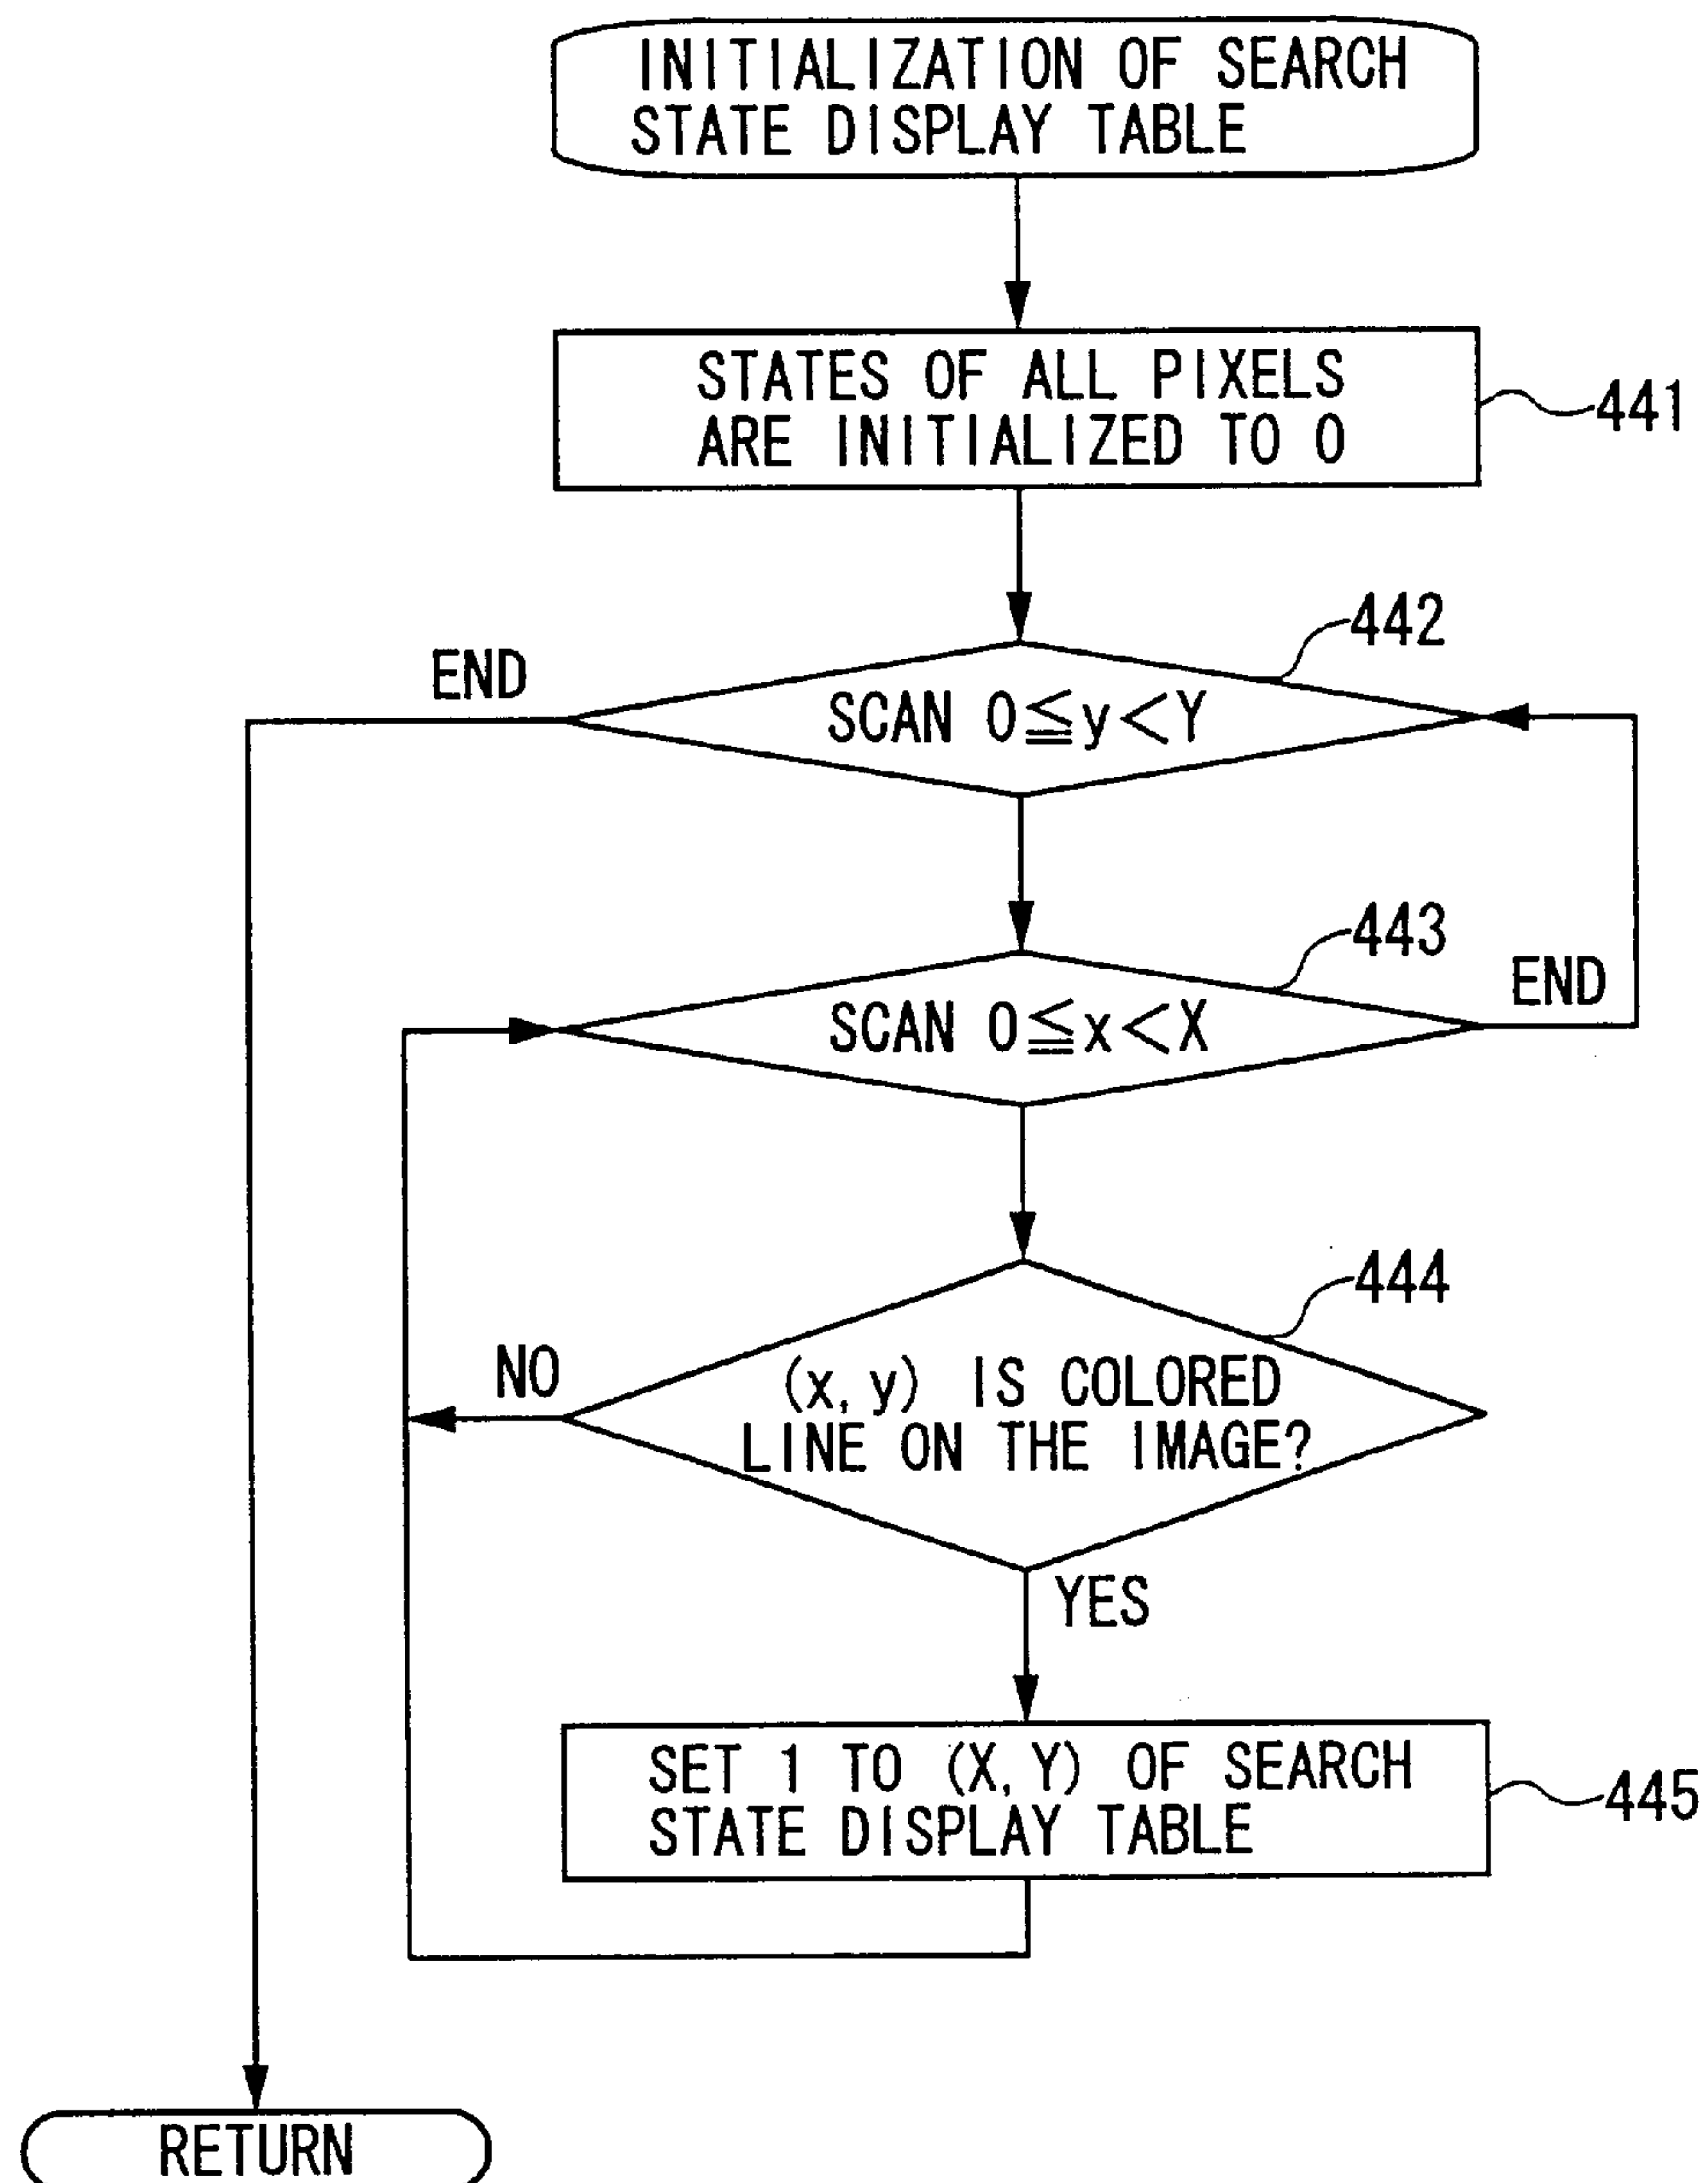 INITIALIZATION OF SEARCH
STATE DISPLAY TABLE
STATES OF ALL PIXELS
ARE INITIALIZED TO 0
441
442
END
SCAN 0≦y<Y
443
END
SCAN 0≦x<X
444
NO
(x, y) IS COLORED
LINE ON THE IMAGE?
YES
SET 1 TO (X, Y) OF SEARCH
STATE DISPLAY TABLE
445
RETURN